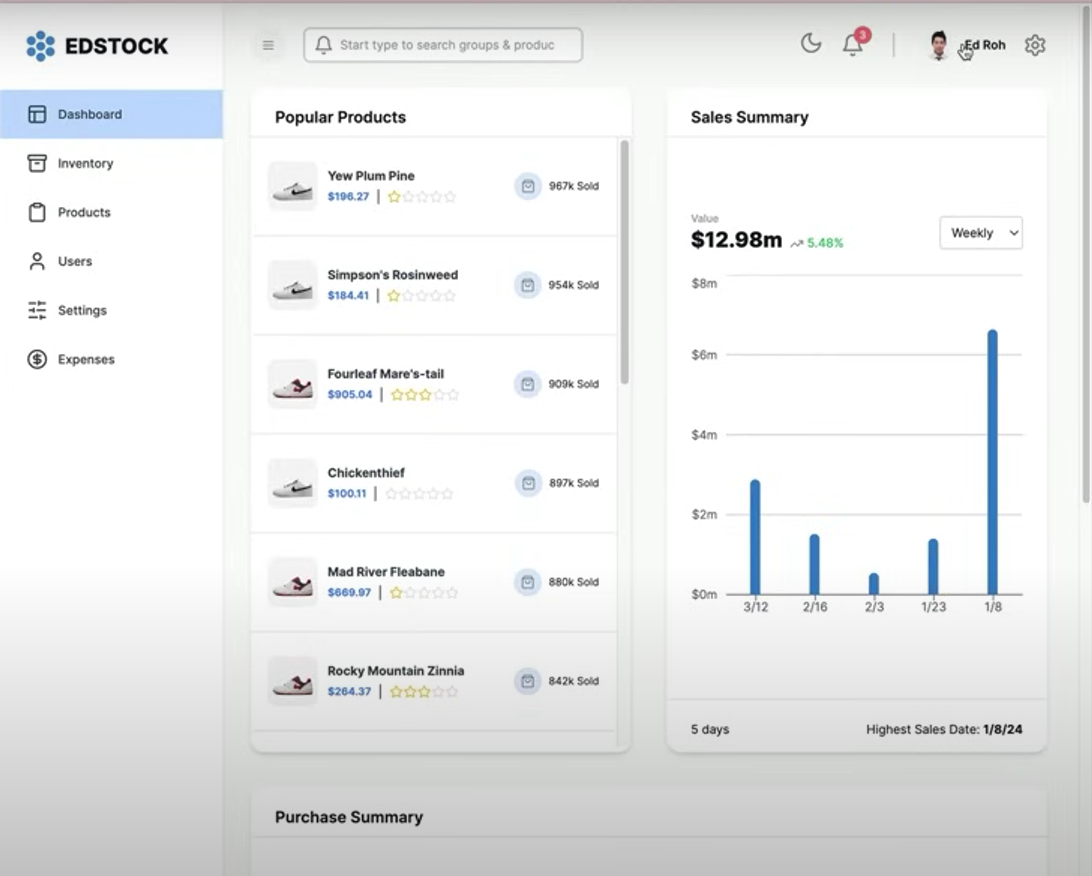 EDSTOCK
Start type to search groups & produc
3
Ed Roh
Dashboard
Inventory
Products
Users
Settings
Expenses
Popular Products
Yew Plum Pine
$196.27 |
967k Sold
Simpson's Rosinweed
$184.41 |
954k Sold
Fourleaf Mare's-tail
$905.04 |
909k Sold
Chickenthief
$100.11 |
897k Sold
Mad River Fleabane
$669.97 |
880k Sold
Rocky Mountain Zinnia
$264.37 |
842k Sold
Sales Summary
Value
$12.98m 5.48%
Weekly
$8m
$6m
$4m
$2m
$0m
3/12 2/16 2/3 1/23 1/8
5 days
Highest Sales Date: 1/8/24
Purchase Summary